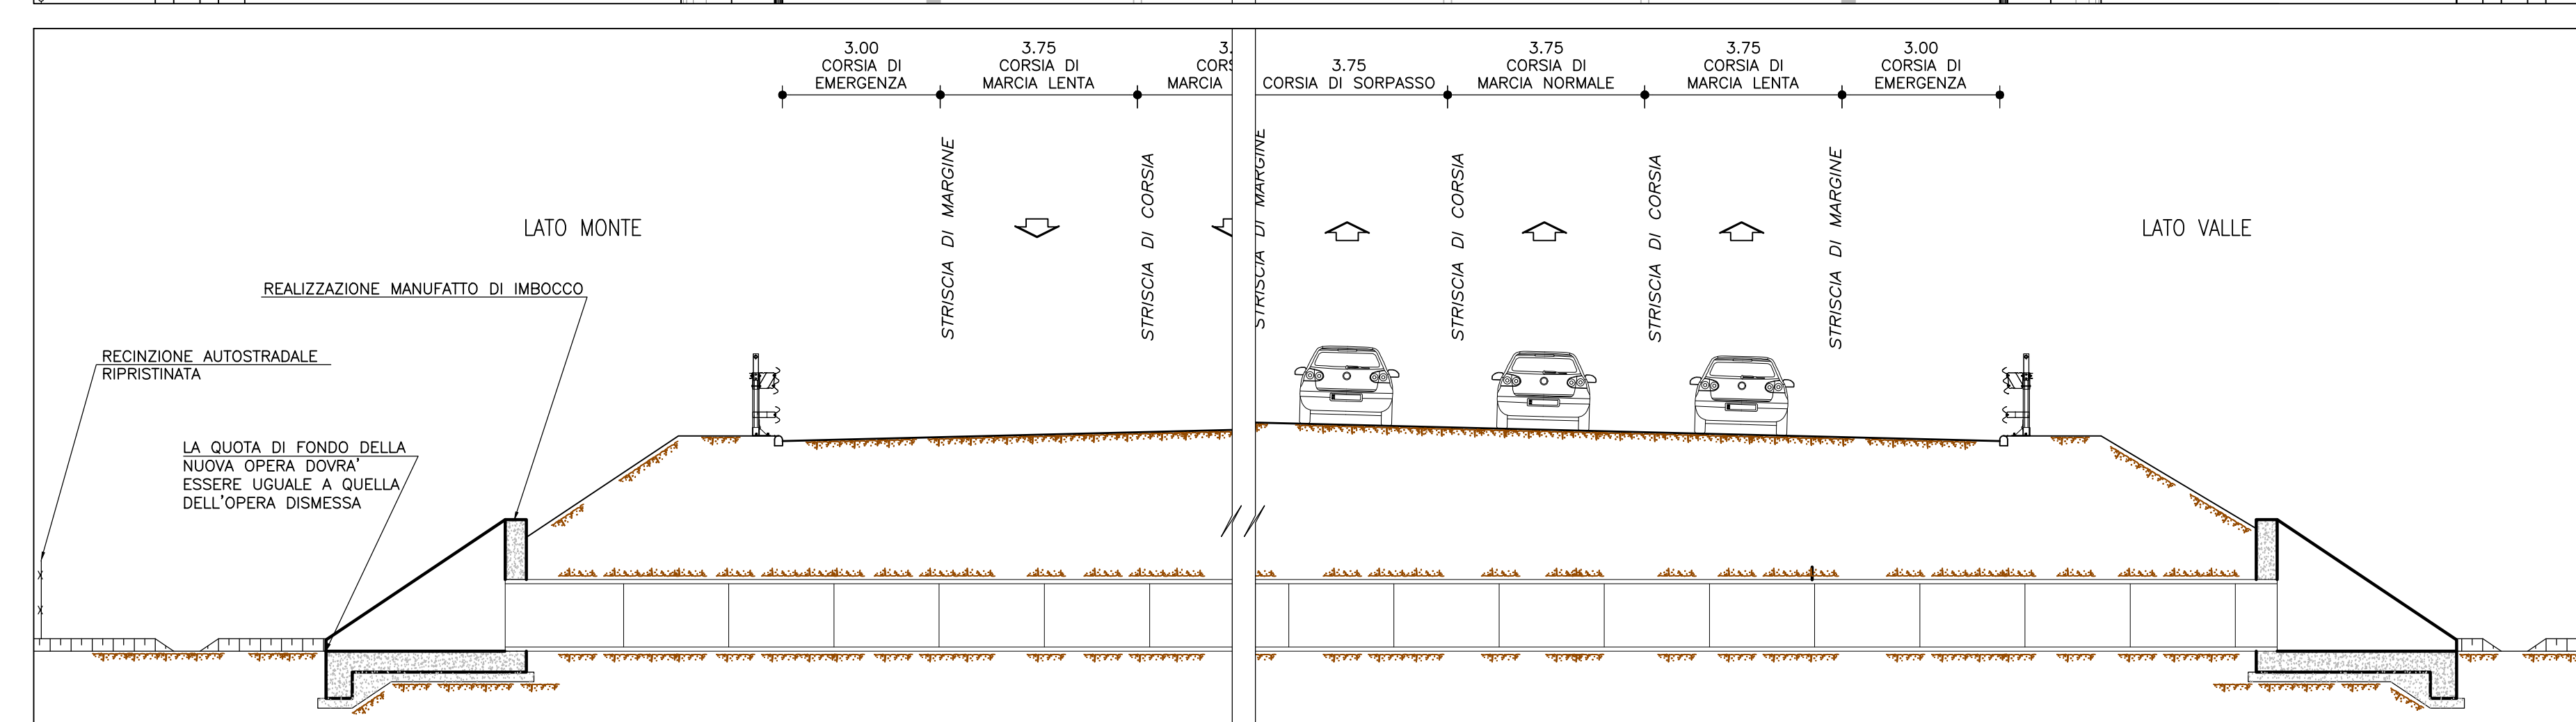 3.00
CORSIA DI
EMERGENZA
3.75
CORSIA DI
MARCIA LENTA
MARCIA
3.75
CORSIA DI SORPASSO
3.75
CORSIA DI
MARCIA NORMALE
3.75
CORSIA DI
MARCIA LENTA
3.00
CORSIA DI
EMERGENZA
STRISCIA DI MARGINE
STRISCIA DI CORSIA
STRISCIA DI MARGINE
STRISCIA DI CORSIA
STRISCIA DI CORSIA
STRISCIA DI MARGINE
LATO MONTE
LATO VALLE
REALIZZAZIONE MANUFATTO DI IMBOCCO
RECINZIONE AUTOSTRADALE
RIPRISTINATA
LA QUOTA DI FONDO DELLA
NUOVA OPERA DOVRA'
ESSERE UGUALE A QUELLA
DELL'OPERA DISMESSA